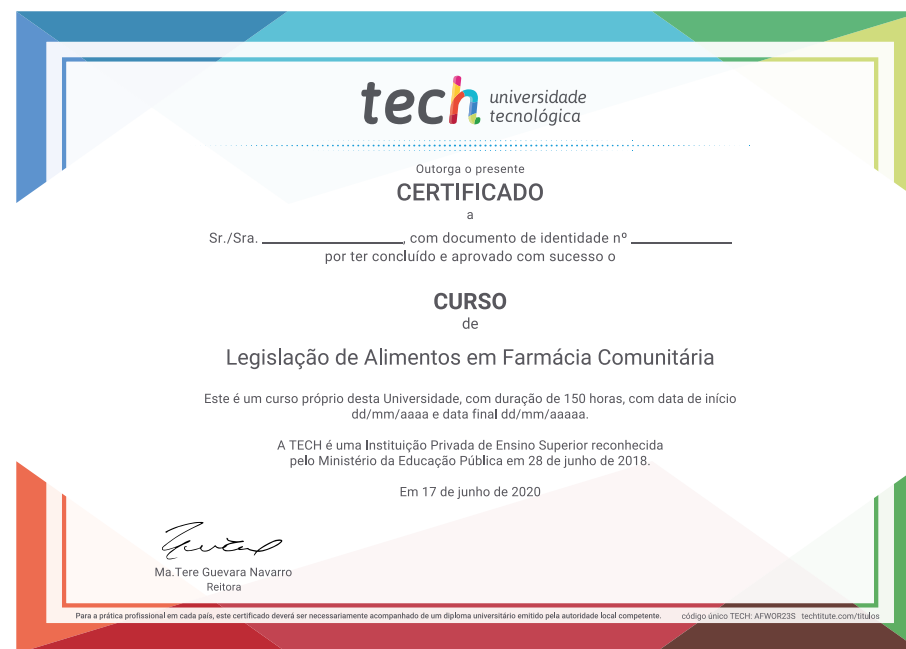 tech universidade
tecnológica
Outorga o presente
CERTIFICADO
a
Sr./Sra. ________________, com documento de identidade nº ____________
por ter concluído e aprovado com sucesso o
CURSO
de
Legislação de Alimentos em Farmácia Comunitária
Este é um curso próprio desta Universidade, com duração de 150 horas, com data de início
dd/mm/aaaa e data final dd/mm/aaaaa.
A TECH é uma Instituição Privada de Ensino Superior reconhecida
pelo Ministério da Educação Pública em 28 de junho de 2018.
Em 17 de junho de 2020
Ma.Tere Guevara Navarro
Reitora
Para a prática profissional em cada país, este certificado deverá ser necessariamente acompanhado de um diploma universitário emitido pela autoridade local competente. código único TECH: AFWOR23S techtitute.com/titulos